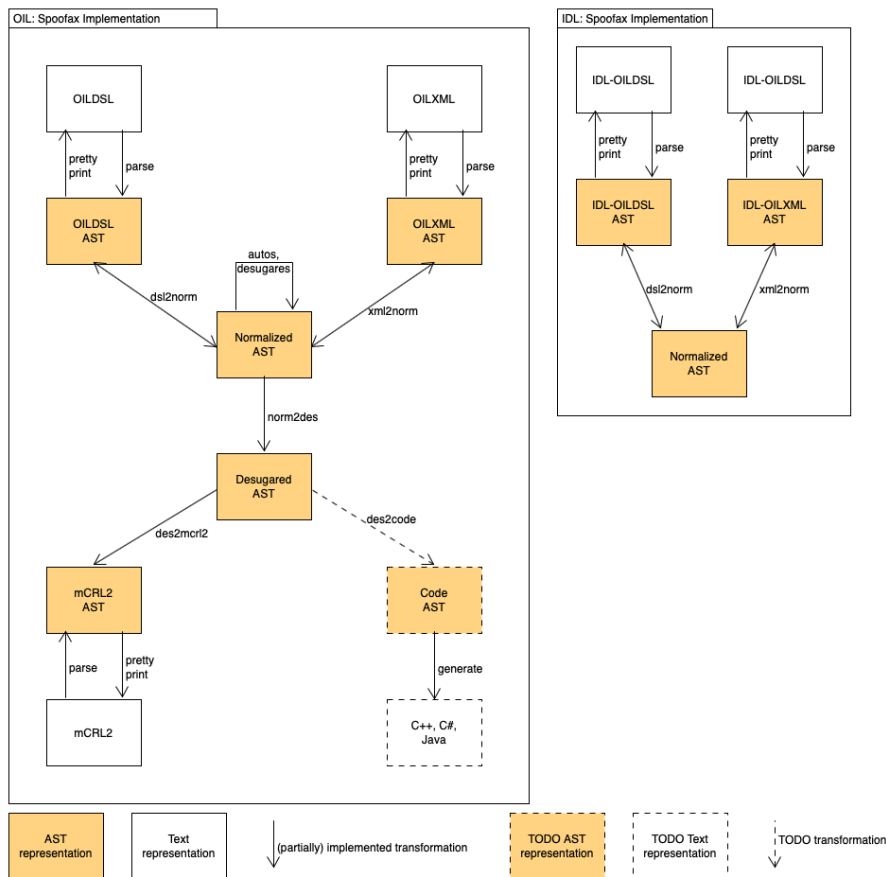 OIL: Spoofax Implementation
OILDSL
OILXML
pretty
print
parse
pretty
print
parse
OILDSL
AST
OILXML
AST
autos,
desugares
dsl2norm
xml2norm
Normalized
AST
norm2des
Desugared
AST
des2mcrl2
des2code
mCRL2
AST
Code
AST
parse
pretty
print
generate
mCRL2
C++, C#,
Java
IDL: Spoofax Implementation
IDL-OILDSL
IDL-OILDSL
pretty
print
parse
pretty
print
parse
IDL-OILDSL
AST
IDL-OILXML
AST
dsl2norm
xml2norm
Normalized
AST
AST
representation
Text
representation
(partially) implemented transformation
TODO AST
representation
TODO Text
representation
TODO transformation